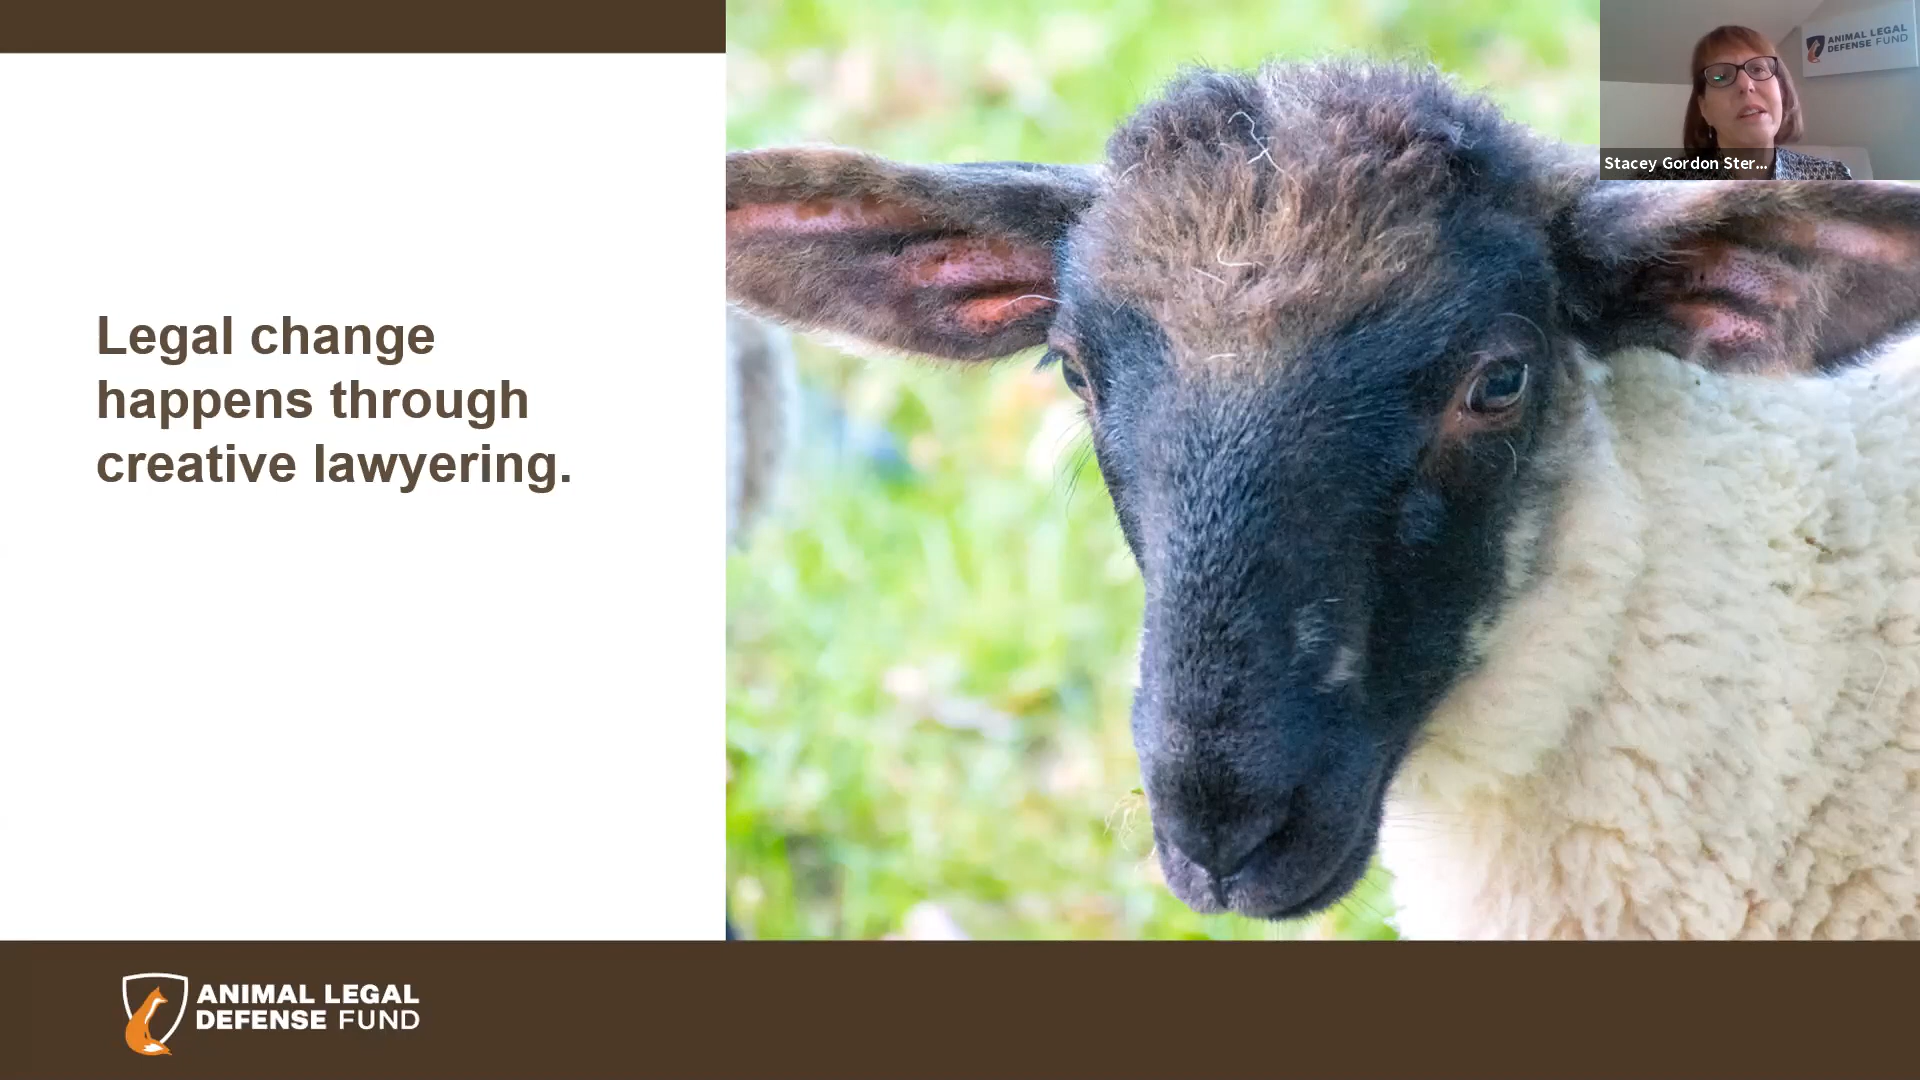 Legal change
happens through
creative lawyering.
ANIMAL LEGAL
DEFENSE FUND
Stacey Gordon Ster...
ANIMAL LEGAL
DEFENSE FUND